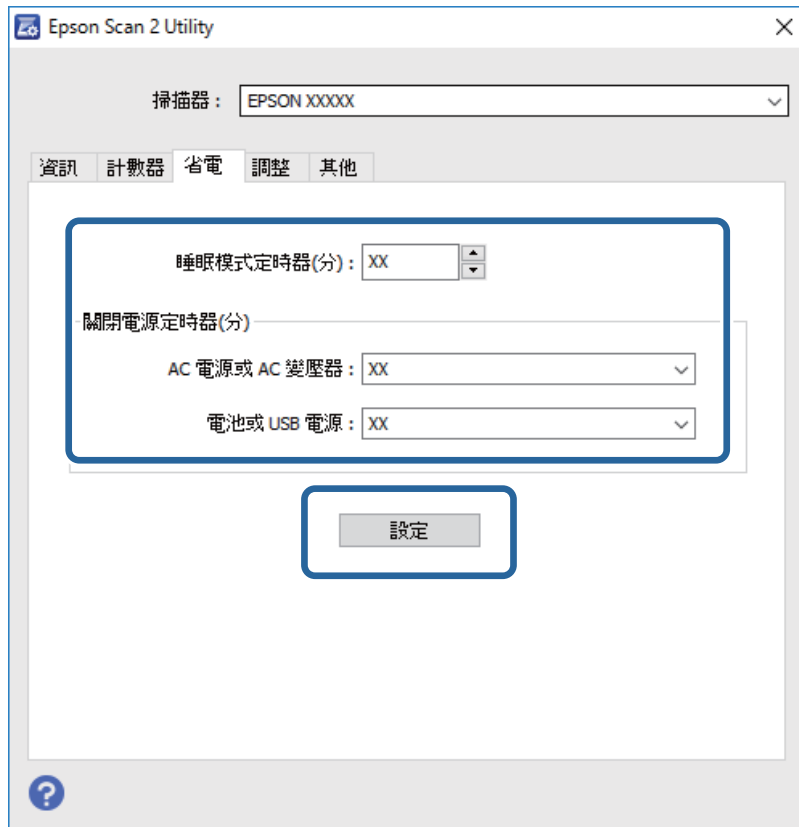 Epson Scan 2 Utility
掃描器： EPSON XXXXX
資訊 計數器 省電 調整 其他
睡眠模式定時器(分)： XX
關閉電源定時器(分)
AC 電源或 AC 變壓器： XX
電池或 USB 電源： XX
設定
?